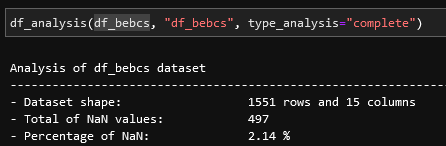 df_analysis(df_bebcs, "df_bebcs", type_analysis="complete")
Analysis of df_bebcs dataset
--------------------------------------------------------------------
- Dataset shape: 1551 rows and 15 columns
- Total of NaN values: 497
- Percentage of NaN: 2.14 %